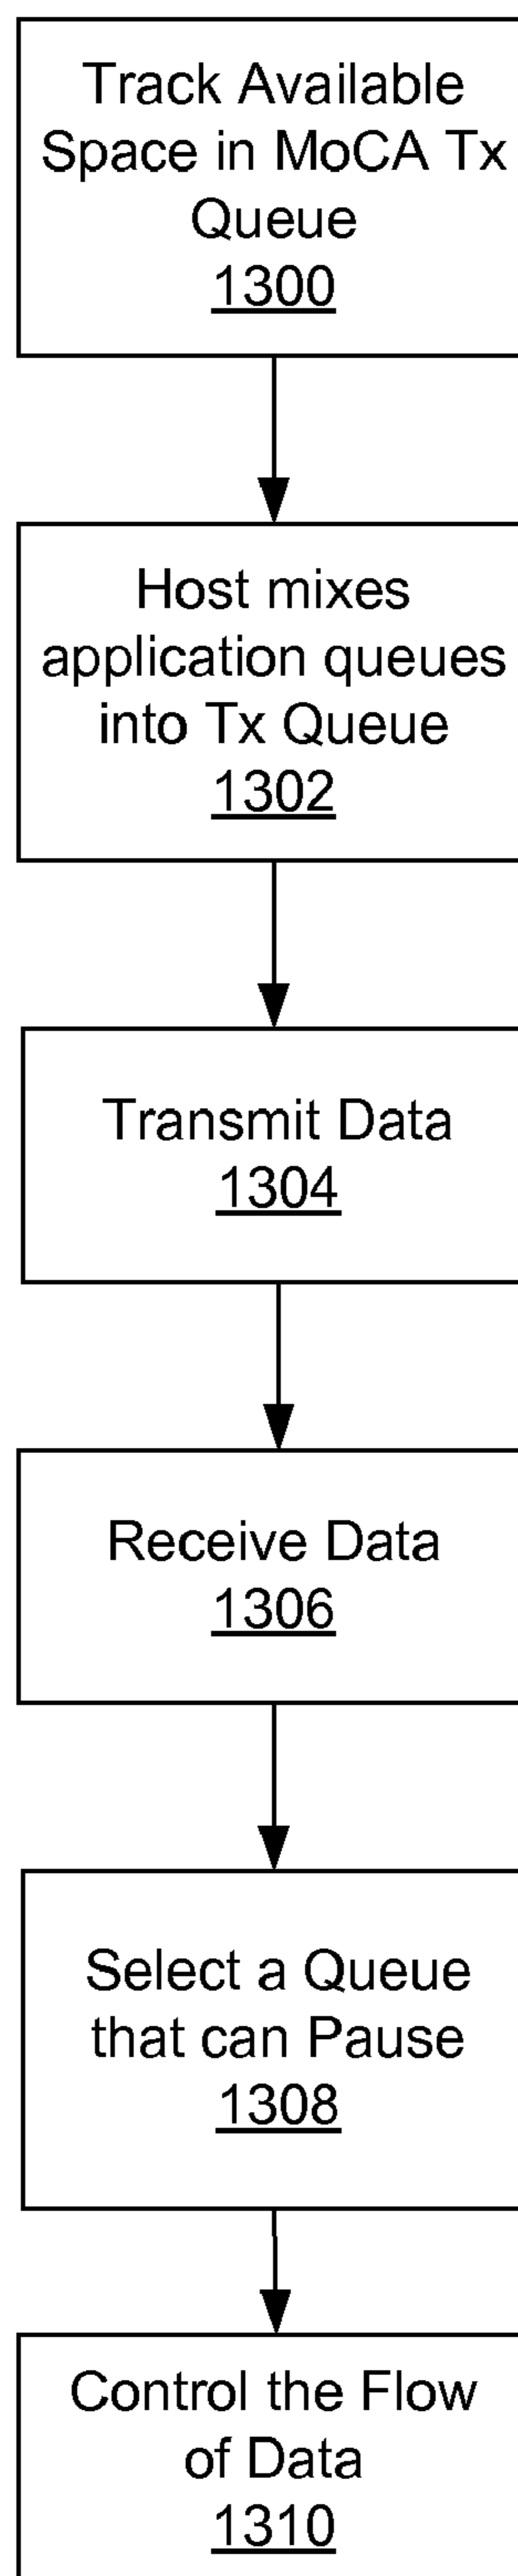 Track Available
Space in MoCA Tx
Queue
1300
Host mixes
application queues
into Tx Queue
1302
Transmit Data
1304
Receive Data
1306
Select a Queue
that can Pause
1308
Control the Flow
of Data
1310